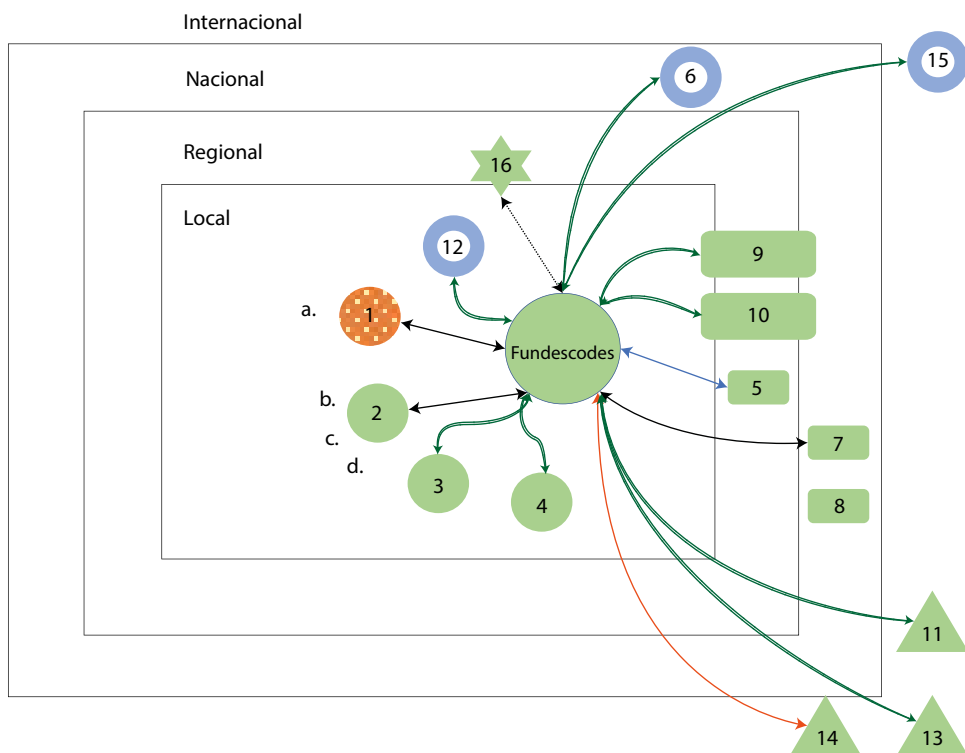 Internacional
15
6
Nacional
Regional
16
Local
12
9
a.
1
10
Fundescodes
5
b.
2
c.
7
d.
3
4
8
11
14
13